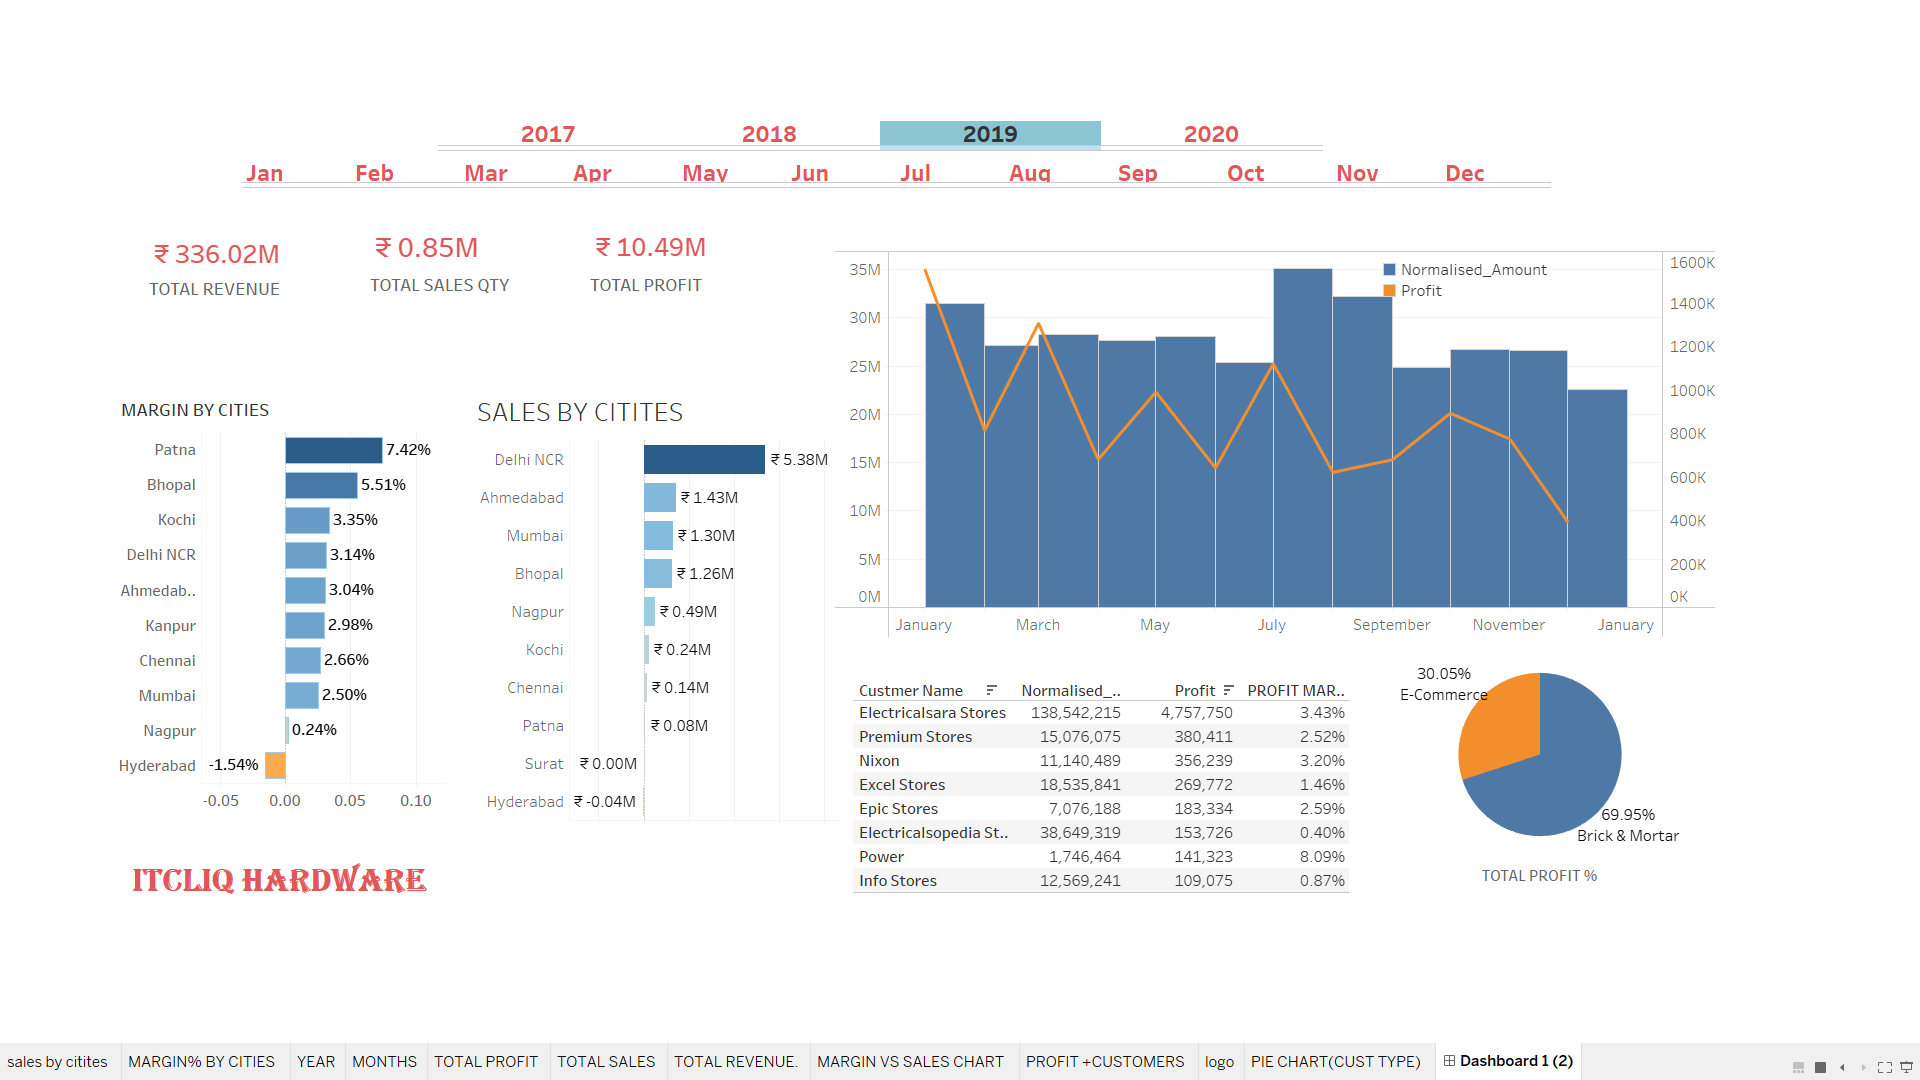 2017 2018 2019 2020
Jan Feb Mar Apr May Jun Jul Aug Sep Oct Nov Dec
₹ 336.02M
TOTAL REVENUE
₹ 0.85M
TOTAL SALES QTY
₹ 10.49M
TOTAL PROFIT
MARGIN BY CITIES
Patna 7.42%
Bhopal 5.51%
Kochi 3.35%
Delhi NCR 3.14%
Ahmedab.. 3.04%
Kanpur 2.98%
Chennai 2.66%
Mumbai 2.50%
Nagpur 0.24%
Hyderabad -1.54%
-0.05 0.00 0.05 0.10
SALES BY CITITES
Delhi NCR ₹ 5.38M
Ahmedabad ₹ 1.43M
Mumbai ₹ 1.30M
Bhopal ₹ 1.26M
Nagpur ₹ 0.49M
Kochi ₹ 0.24M
Chennai ₹ 0.14M
Patna ₹ 0.08M
Surat ₹ 0.00M
Hyderabad ₹ -0.04M
Normalised_Amount
Profit
35M
30M
25M
20M
15M
10M
5M
0M
1600K
1400K
1200K
1000K
800K
600K
400K
200K
0K
January March May July September November January
Custmer Name Normalised_.. Profit PROFIT MAR..
Electricalsara Stores 138,542,215 4,757,750 3.43%
Premium Stores 15,076,075 380,411 2.52%
Nixon 11,140,489 356,239 3.20%
Excel Stores 18,535,841 269,772 1.46%
Epic Stores 7,076,188 183,334 2.59%
Electricalsopedia St.. 38,649,319 153,726 0.40%
Power 1,746,464 141,323 8.09%
Info Stores 12,569,241 109,075 0.87%
30.05%
E-Commerce
69.95%
Brick & Mortar
TOTAL PROFIT %
ITCLIQ HARDWARE
sales by citites MARGIN% BY CITIES YEAR MONTHS TOTAL PROFIT TOTAL SALES TOTAL REVENUE. MARGIN VS SALES CHART PROFIT +CUSTOMERS logo PIE CHART(CUST TYPE) Dashboard 1 (2)